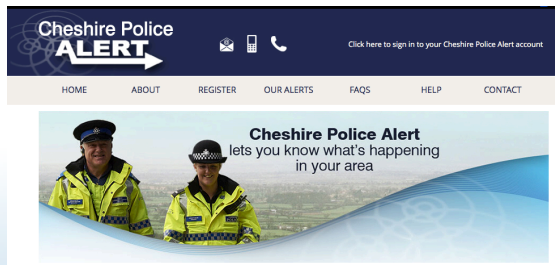 Cheshire Police
ALERT
Click here to sign in to your Cheshire Police Alert account
HOME ABOUT REGISTER OUR ALERTS FAQS HELP CONTACT
Cheshire Police Alert
lets you know what's happening
in your area